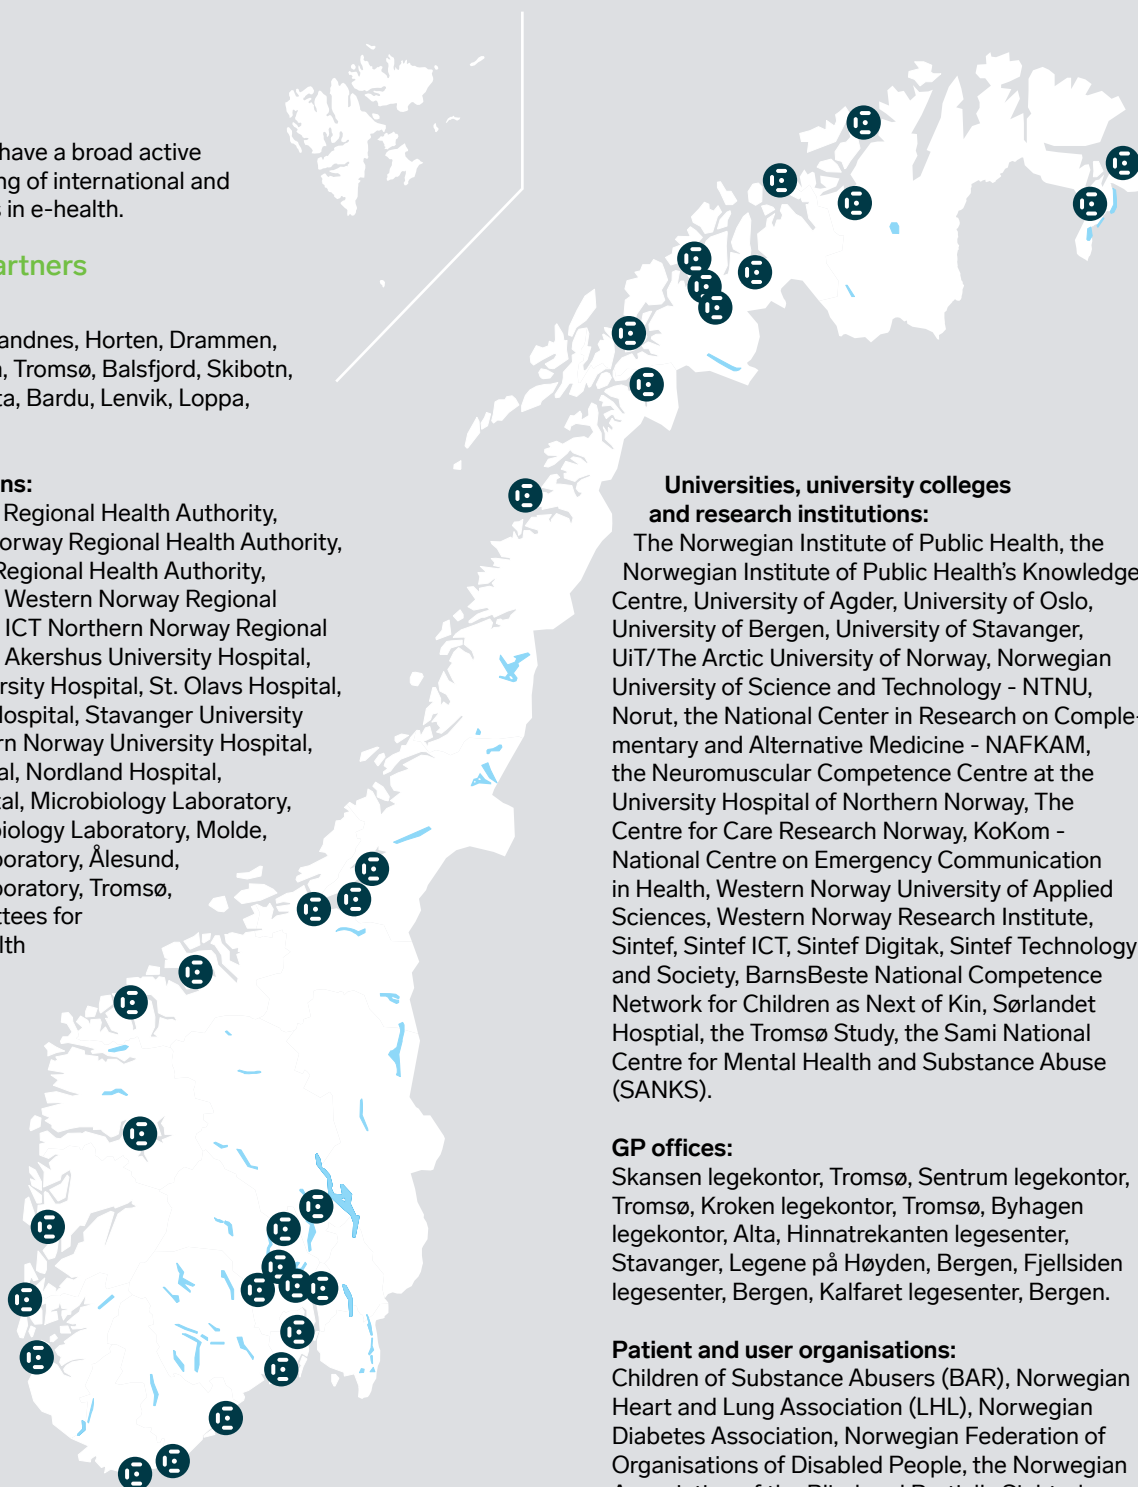 have a broad active
ng of international and
s in e-health.
artners
andnes, Horten, Drammen,
, Tromsø, Balsfjord, Skibotn,
ta, Bardu, Lenvik, Loppa,
ns:
Regional Health Authority,
orway Regional Health Authority,
Regional Health Authority,
Western Norway Regional
ICT Northern Norway Regional
Akershus University Hospital,
rsity Hospital, St. Olavs Hospital,
Hospital, Stavanger University
rn Norway University Hospital,
al, Nordland Hospital,
tal, Microbiology Laboratory,
biology Laboratory, Molde,
boratory, Ålesund,
boratory, Tromsø,
ttees for
lth
Universities, university colleges
and research institutions:
The Norwegian Institute of Public Health, the
Norwegian Institute of Public Health’s Knowledge
Centre, University of Agder, University of Oslo,
University of Bergen, University of Stavanger,
UiT/The Arctic University of Norway, Norwegian
University of Science and Technology - NTNU,
Norut, the National Center in Research on Comple-
mentary and Alternative Medicine - NAFKAM,
the Neuromuscular Competence Centre at the
University Hospital of Northern Norway, The
Centre for Care Research Norway, KoKom -
National Centre on Emergency Communication
in Health, Western Norway University of Applied
Sciences, Western Norway Research Institute,
Sintef, Sintef ICT, Sintef Digitak, Sintef Technology
and Society, BarnsBeste National Competence
Network for Children as Next of Kin, Sørlandet
Hosptial, the Tromsø Study, the Sami National
Centre for Mental Health and Substance Abuse
(SANKS).
GP offices:
Skansen legekontor, Tromsø, Sentrum legekontor,
Tromsø, Kroken legekontor, Tromsø, Byhagen
legekontor, Alta, Hinnatrekanten legesenter,
Stavanger, Legene på Høyden, Bergen, Fjellsiden
legesenter, Bergen, Kalfaret legesenter, Bergen.
Patient and user organisations:
Children of Substance Abusers (BAR), Norwegian
Heart and Lung Association (LHL), Norwegian
Diabetes Association, Norwegian Federation of
Organisations of Disabled People, the Norwegian